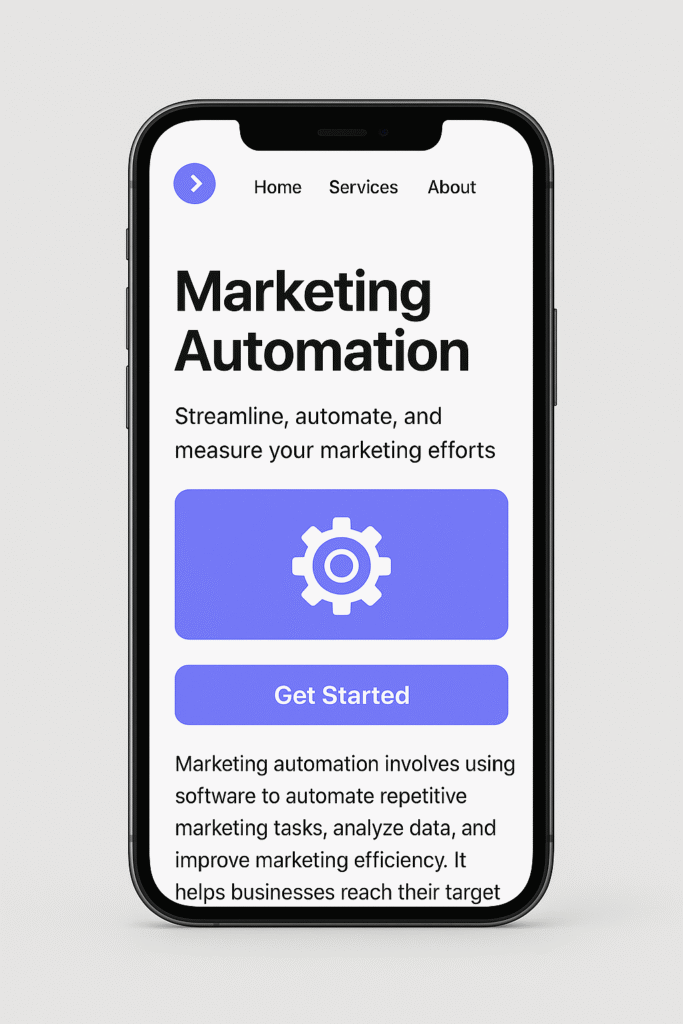 Home Services About
Marketing
Automation
Streamline, automate, and
measure your marketing efforts
Get Started
Marketing automation involves using
software to automate repetitive
marketing tasks, analyze data, and
improve marketing efficiency. It
helps businesses reach their target